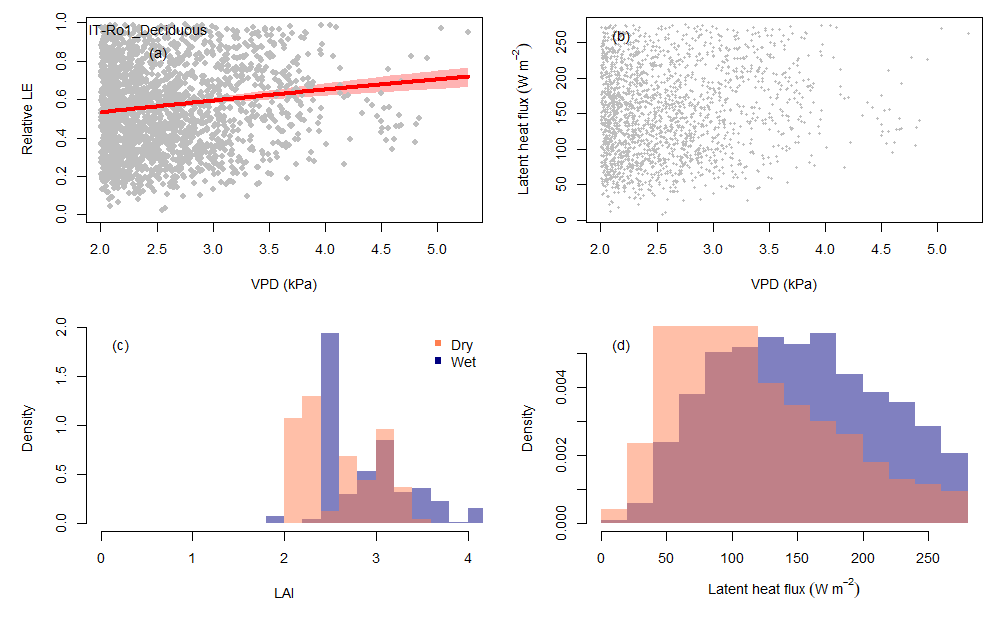 IT-Ro1_Deciduous
(a)
Relative LE
0.0 0.2 0.4 0.6 0.8 1.0
2.0 2.5 3.0 3.5 4.0 4.5 5.0
VPD (kPa)
(b)
Latent heat flux (W m⁻²)
0 50 100 150 200 250
2.0 2.5 3.0 3.5 4.0 4.5 5.0
VPD (kPa)
(c)
Dry
Wet
Density
0.0 0.5 1.0 1.5 2.0
0 1 2 3 4
LAI
(d)
Density
0.000 0.002 0.004
0 50 100 150 200 250
Latent heat flux (W m⁻²)